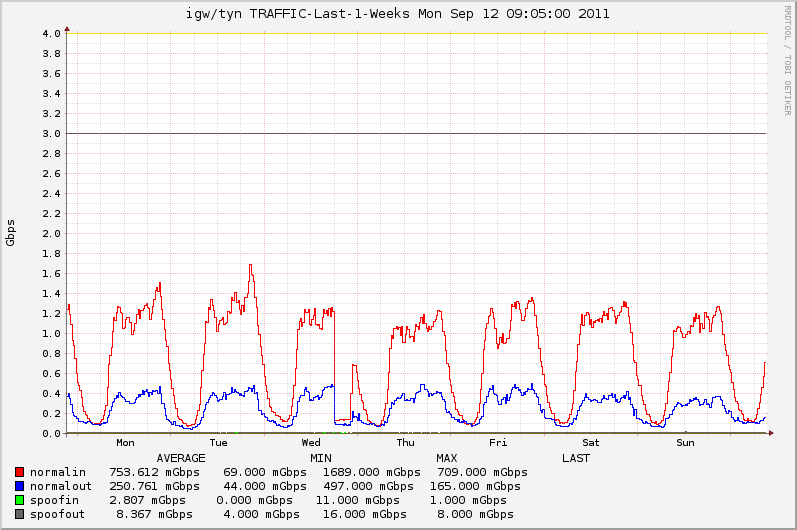 igw/tyn TRAFFIC-Last-1-Weeks Mon Sep 12 09:05:00 2011
RRDTOOL / TOBI OETIKER
Gbps
4.0
3.8
3.6
3.4
3.2
3.0
2.8
2.6
2.4
2.2
2.0
1.8
1.6
1.4
1.2
1.0
0.8
0.6
0.4
0.2
0.0
Mon Tue Wed Thu Fri Sat Sun
AVERAGE MIN MAX LAST
normalin 753.612 mGbps 69.000 mGbps 1689.000 mGbps 709.000 mGbps
normalout 250.761 mGbps 44.000 mGbps 497.000 mGbps 165.000 mGbps
spoofin 2.807 mGbps 0.000 mGbps 11.000 mGbps 1.000 mGbps
spoofout 8.367 mGbps 4.000 mGbps 16.000 mGbps 8.000 mGbps